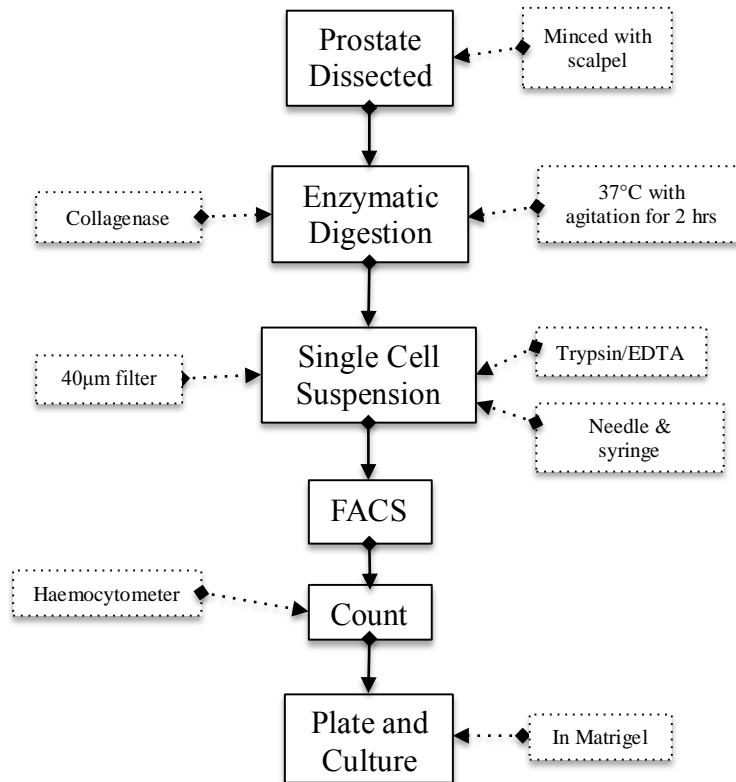 Prostate
Dissected
Minced with
scalpel
Enzymatic
Digestion
Collagenase
37°C with
agitation for 2 hrs
Single Cell
Suspension
40µm filter
Trypsin/EDTA
Needle &
syringe
FACS
Haemocytometer
Count
Plate and
Culture
In Matrigel